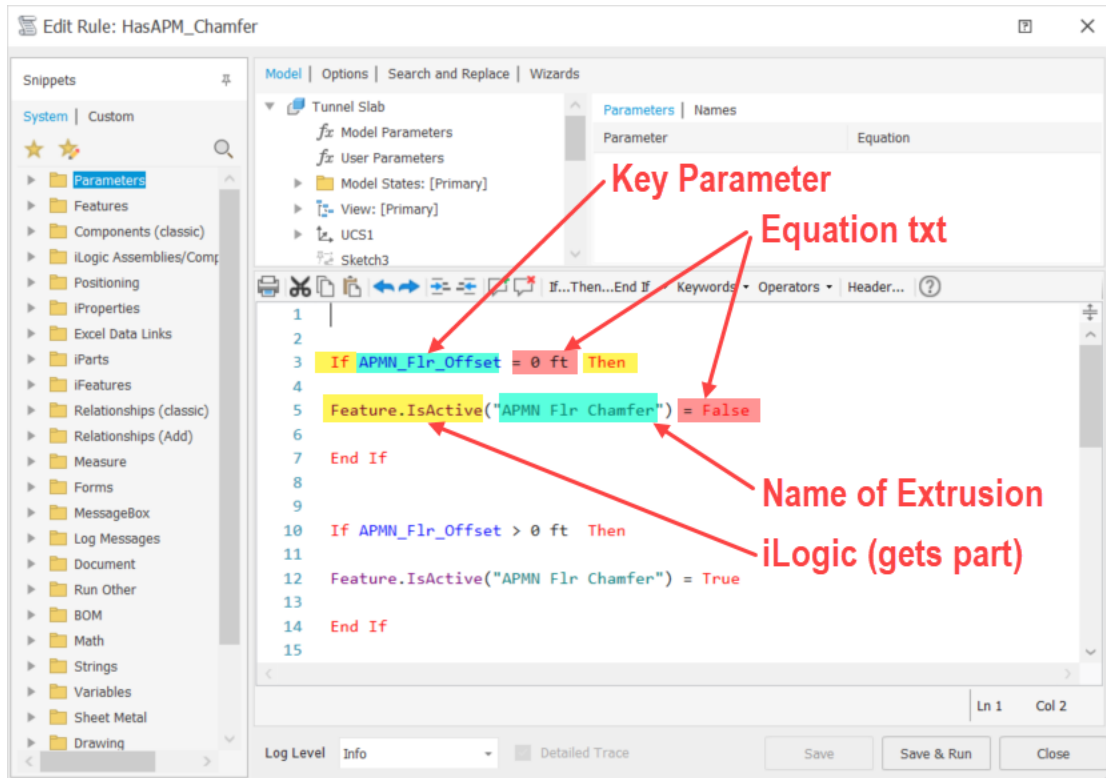 Edit Rule: HasAPM_Chamfer
Snippets
System | Custom
Parameters
Features
Components (classic)
iLogic Assemblies/Comp
Positioning
iProperties
Excel Data Links
iParts
iFeatures
Relationships (classic)
Relationships (Add)
Measure
Forms
MessageBox
Log Messages
Document
Run Other
BOM
Math
Strings
Variables
Sheet Metal
Drawing
Model | Options | Search and Replace | Wizards
Tunnel Slab
fx Model Parameters
fx User Parameters
Model States: [Primary]
View: [Primary]
UCS1
Sketch3
Parameters | Names
Parameter Equation
Key Parameter
Equation txt
If...Then...End If Keywords Operators Header...
1
2
3 If APMN_Flr_Offset = 0 ft Then
4
5 Feature.IsActive("APMN Flr Chamfer") = False
6
7 End If
8
9
10 If APMN_Flr_Offset > 0 ft Then
11
12 Feature.IsActive("APMN Flr Chamfer") = True
13
14 End If
15
Name of Extrusion
iLogic (gets part)
Ln 1 Col 2
Log Level Info Detailed Trace Save Save & Run Close